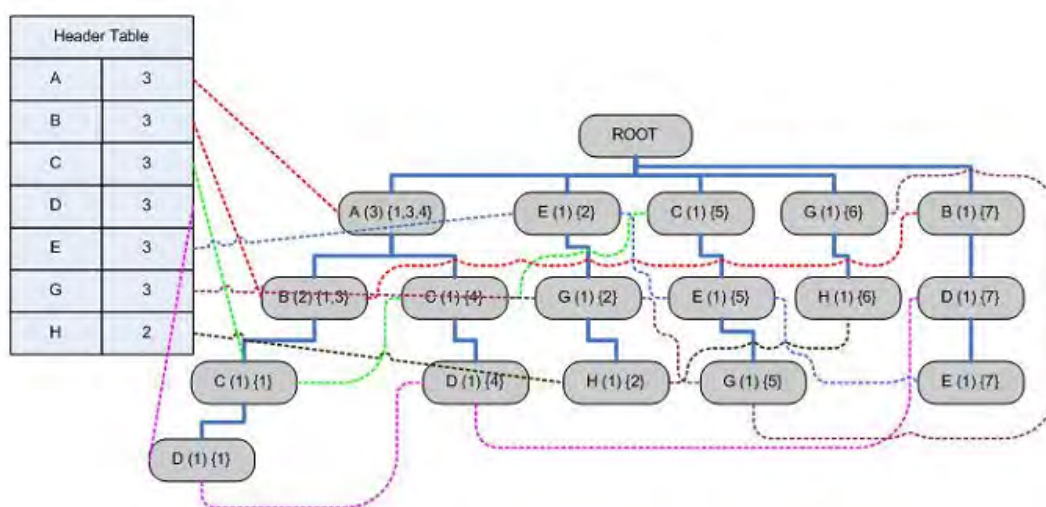 Header Table
A 3
B 3
C 3
D 3
E 3
G 3
H 2
ROOT
A (3) {1,3,4}
E (1) {2}
C (1) {5}
G (1) {6}
B (1) {7}
B (2) {1,3}
C (1) {4}
G (1) {2}
E (1) {5}
H (1) {6}
D (1) {7}
C (1) {1}
D (1) {4}
H (1) {2}
G (1) {5}
E (1) {7}
D (1) {1}